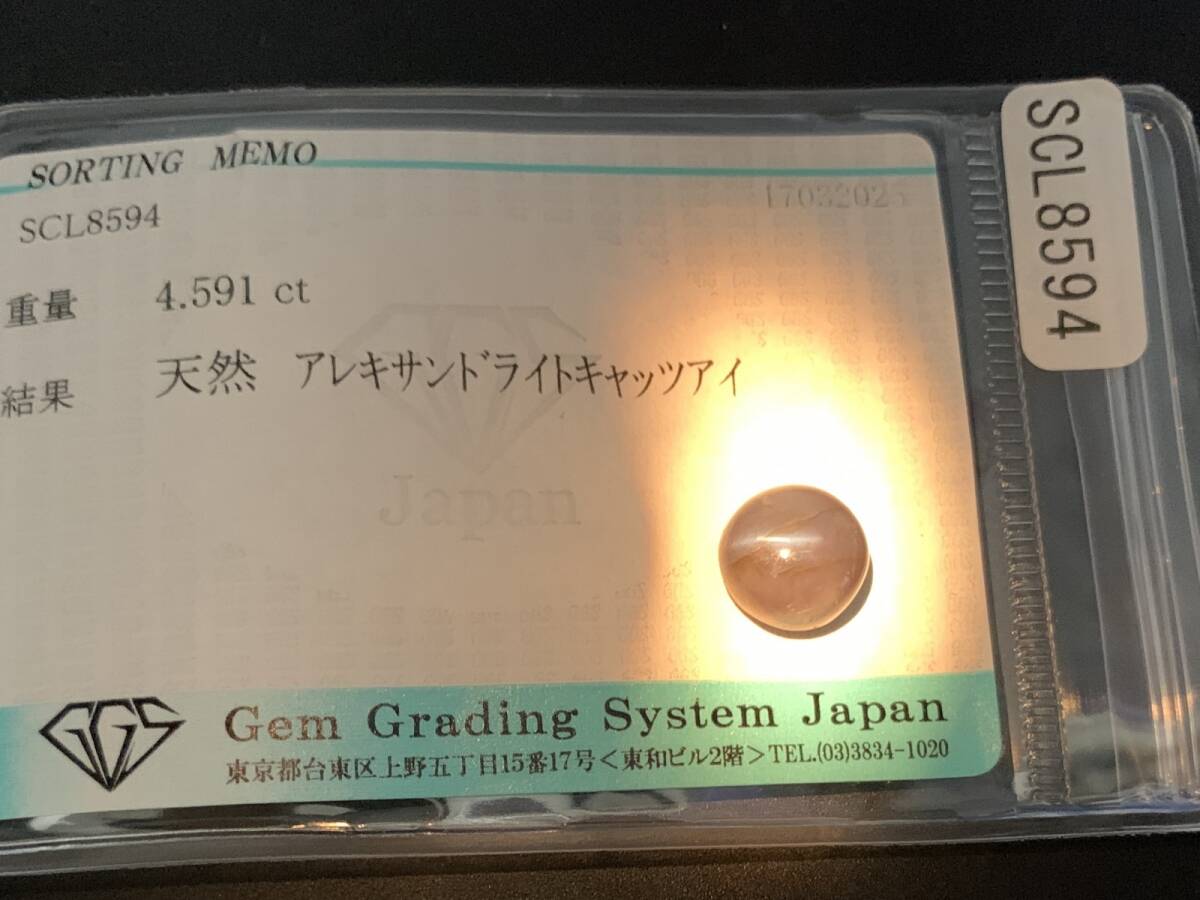 SORTING MEMO
SCL8594
重量 4.591 ct
結果 天然 アレキサンドライトキャッツアイ
Japan
GGS
Gem Grading System Japan
東京都台東区上野五丁目15番17号<東和ビル2階>TEL.(03)3834-1020
SCL8594